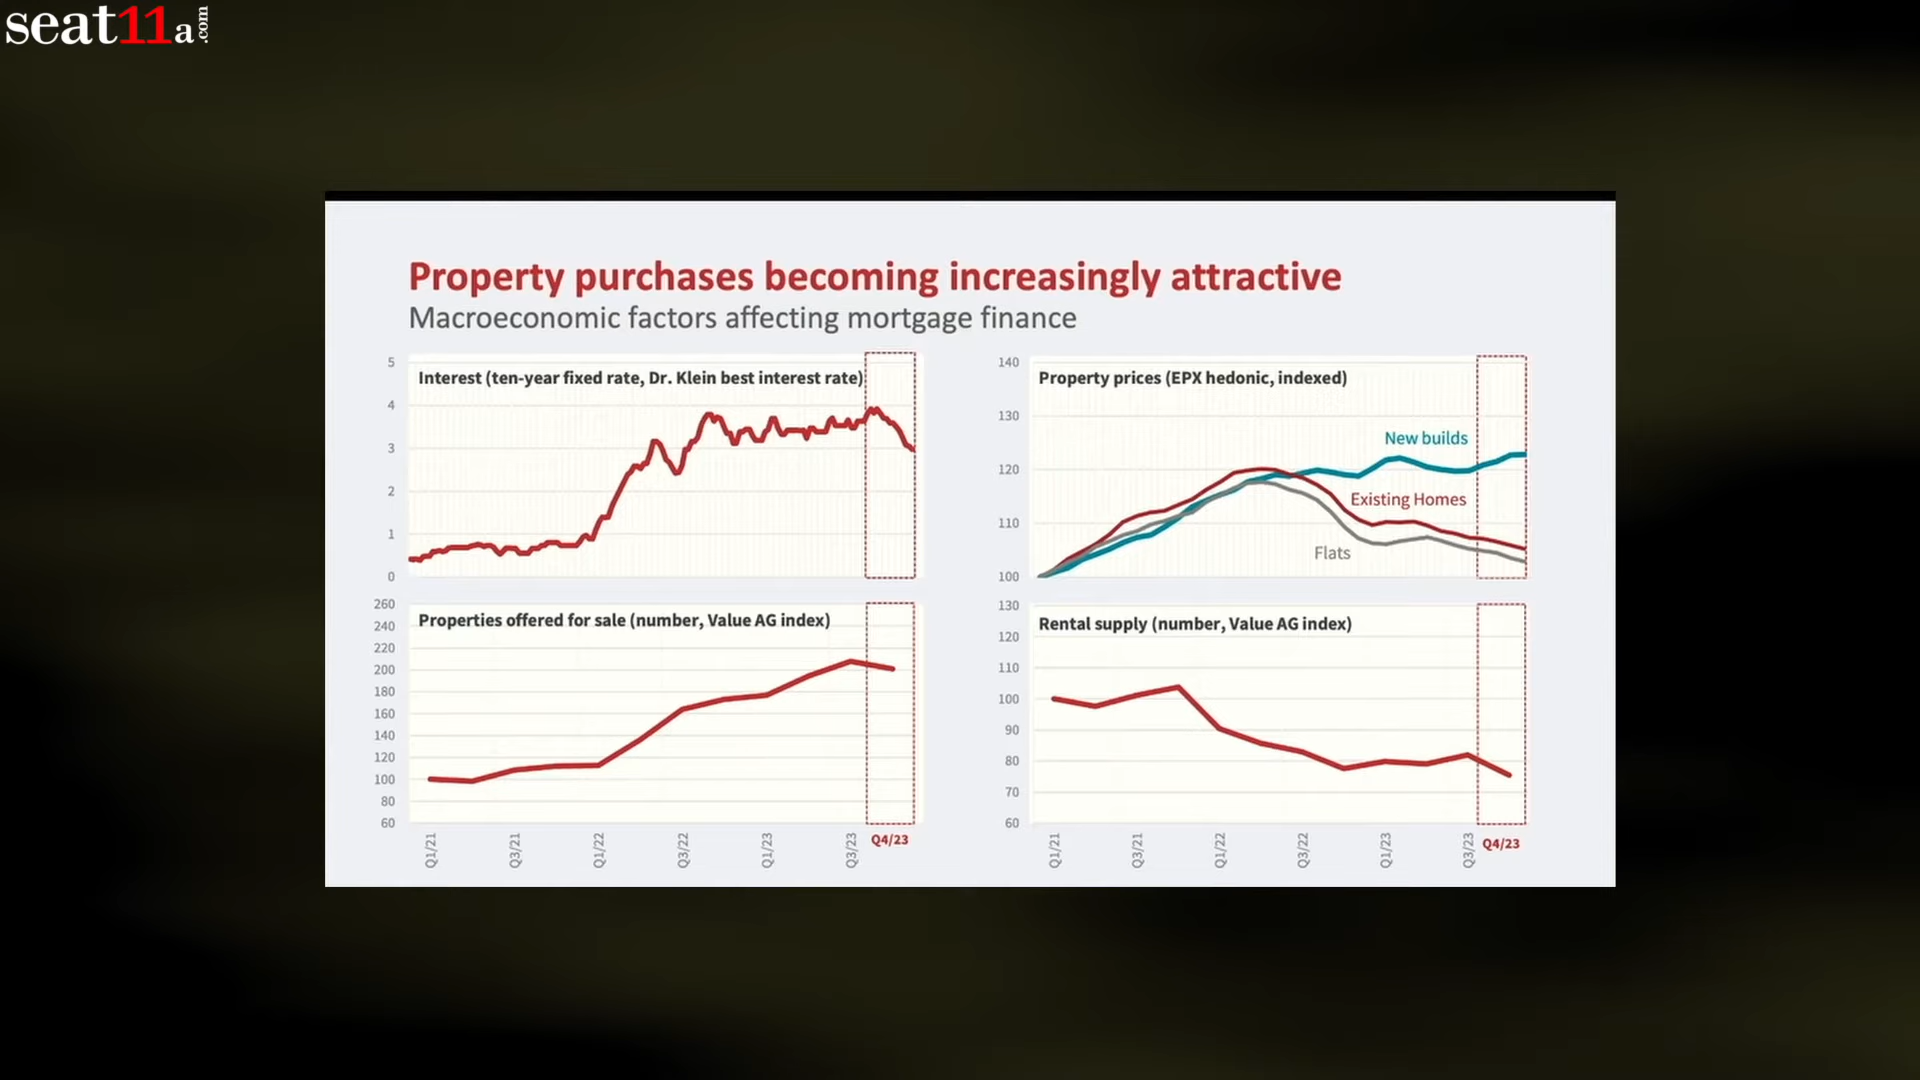 seat11a.com
Property purchases becoming increasingly attractive
Macroeconomic factors affecting mortgage finance
Interest (ten-year fixed rate, Dr. Klein best interest rate)
5
4
3
2
1
0
Property prices (EPX hedonic, indexed)
140
130
120
110
100
New builds
Existing Homes
Flats
Properties offered for sale (number, Value AG index)
260
240
220
200
180
160
140
120
100
80
60
Q1/21
Q3/21
Q1/22
Q3/22
Q1/23
Q3/23
Q4/23
Rental supply (number, Value AG index)
130
120
110
100
90
80
70
60
Q1/21
Q3/21
Q1/22
Q3/22
Q1/23
Q3/23
Q4/23